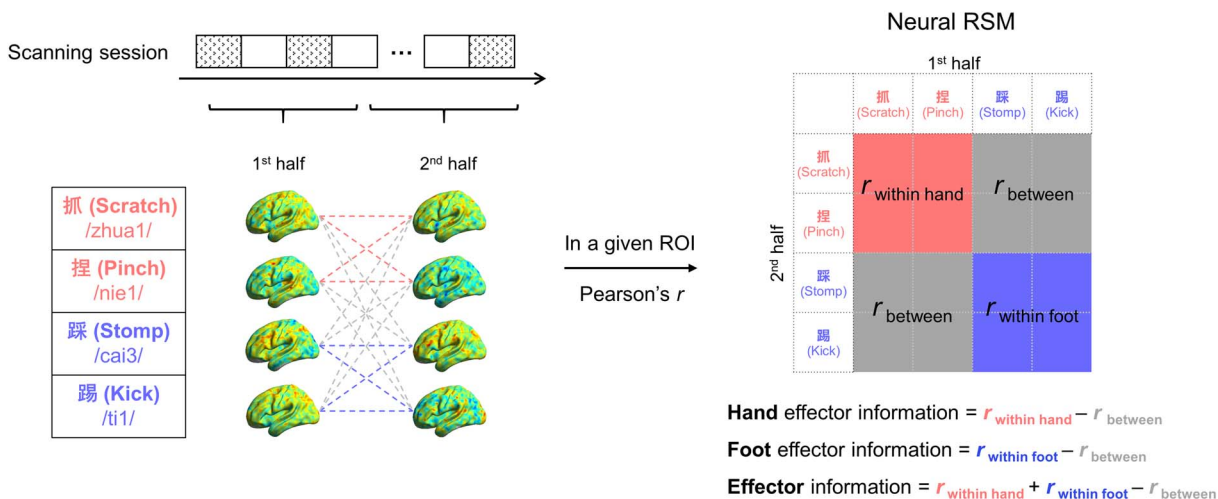 Scanning session
...
1st half
2nd half
抓 (Scratch)
/zhua1/
捏 (Pinch)
/nie1/
踩 (Stomp)
/cai3/
踢 (Kick)
/ti1/
In a given ROI
Pearson's r
Neural RSM
1st half
抓
(Scratch)
捏
(Pinch)
踩
(Stomp)
踢
(Kick)
2nd half
抓
(Scratch)
捏
(Pinch)
踩
(Stomp)
踢
(Kick)
r within hand
r between
r between
r within foot
Hand effector information = r within hand – r between
Foot effector information = r within foot – r between
Effector information = r within hand + r within foot – r between